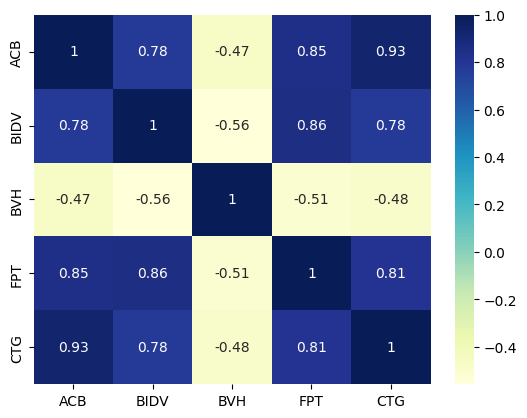 ACB 1 0.78 -0.47 0.85 0.93
BIDV 0.78 1 -0.56 0.86 0.78
BVH -0.47 -0.56 1 -0.51 -0.48
FPT 0.85 0.86 -0.51 1 0.81
CTG 0.93 0.78 -0.48 0.81 1
ACB BIDV BVH FPT CTG
1.0
0.8
0.6
0.4
0.2
0.0
−0.2
−0.4